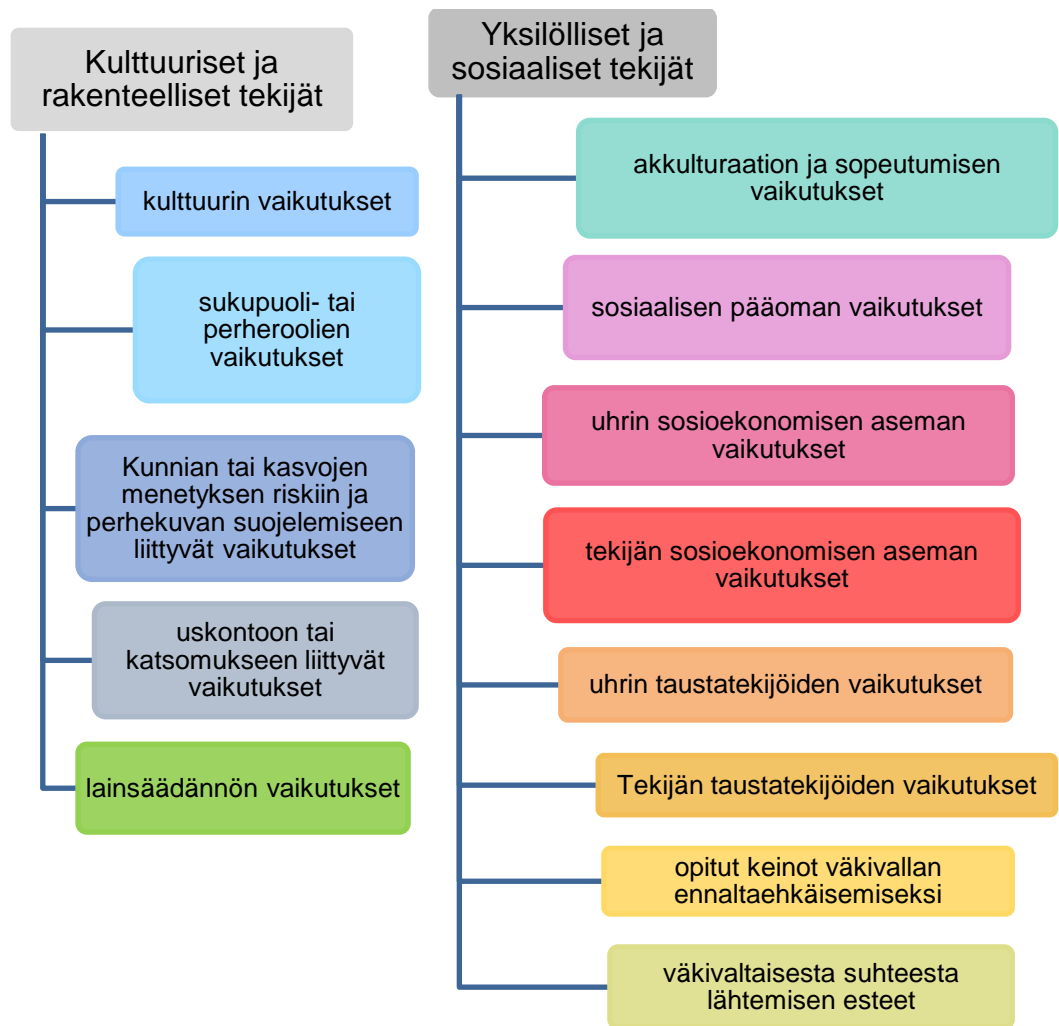 Kulttuuriset ja
rakenteelliset tekijät
kulttuurin vaikutukset
sukupuoli- tai
perheroolien
vaikutukset
Kunnian tai kasvojen
menetyksen riskiin ja
perhekuvan suojelemiseen
liittyvät vaikutukset
uskontoon tai
katsomukseen liittyvät
vaikutukset
lainsäädännön vaikutukset
Yksilölliset ja
sosiaaliset tekijät
akkulturaation ja sopeutumisen
vaikutukset
sosiaalisen pääoman vaikutukset
uhrin sosioekonomisen aseman
vaikutukset
tekijän sosioekonomisen aseman
vaikutukset
uhrin taustatekijöiden vaikutukset
Tekijän taustatekijöiden vaikutukset
opitut keinot väkivallan
ennaltaehkäisemiseksi
väkivaltaisesta suhteesta
lähtemisen esteet